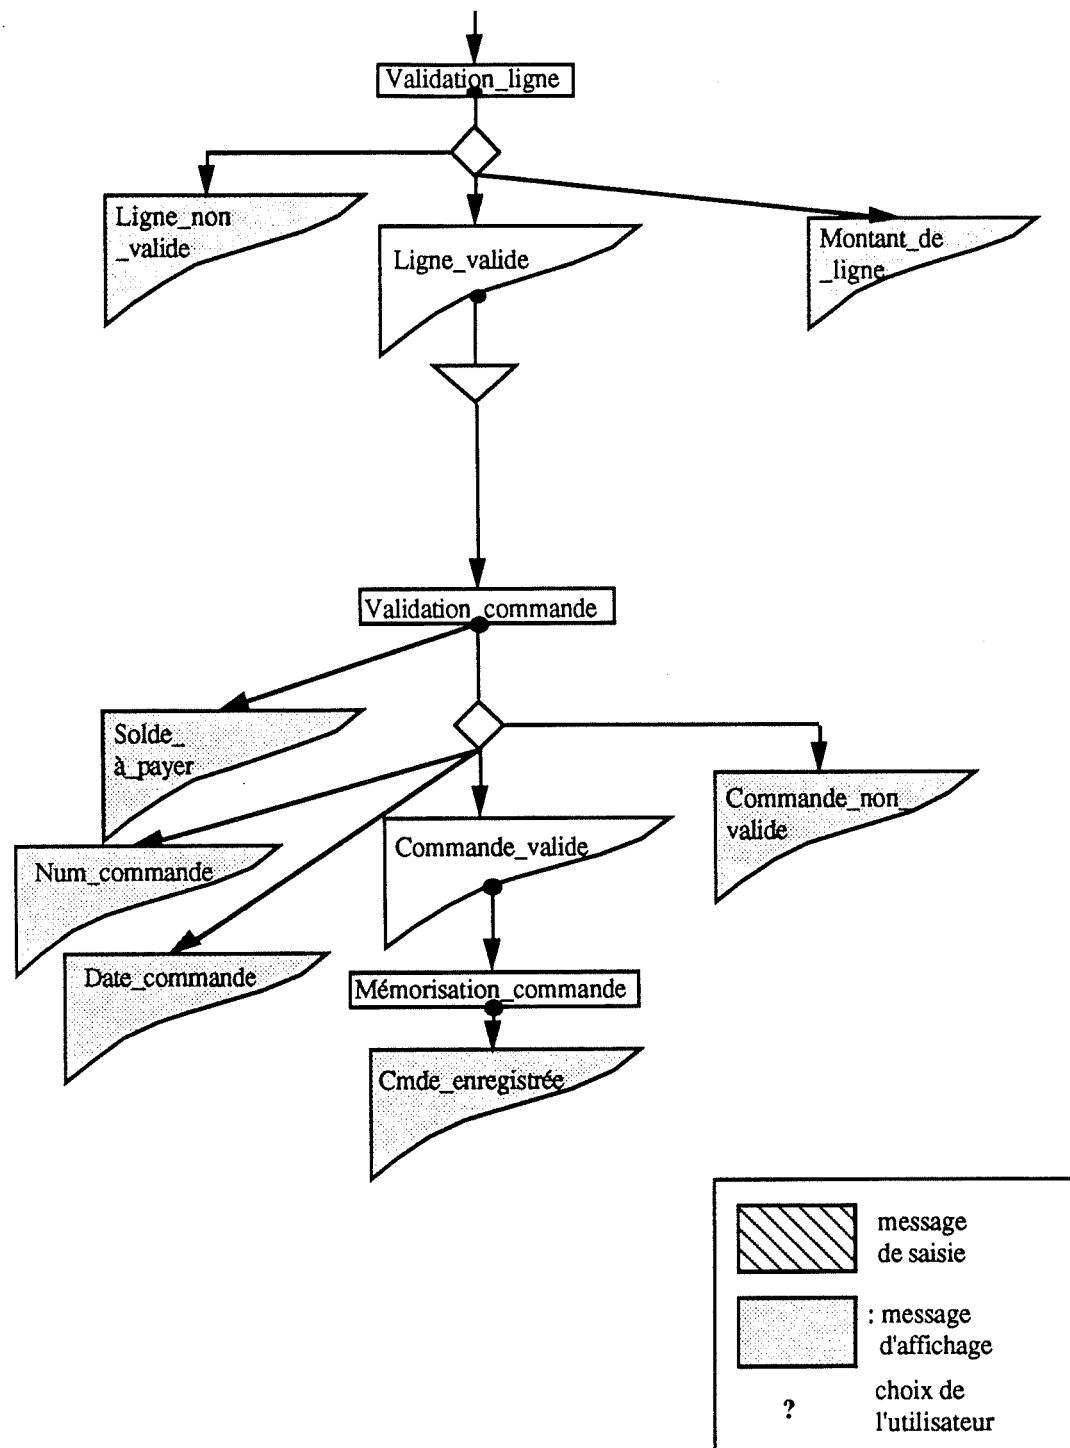 Validation_ligne
Ligne_non
_valide
Ligne_valide
Montant_de
_ligne
Validation_commande
Solde_
à_payer
Num_commande
Date_commande
Commande_valide
Commande_non_
valide
Mémorisation_commande
Cmde_enregistrée
message
de saisie
: message
d'affichage
? choix de
l'utilisateur